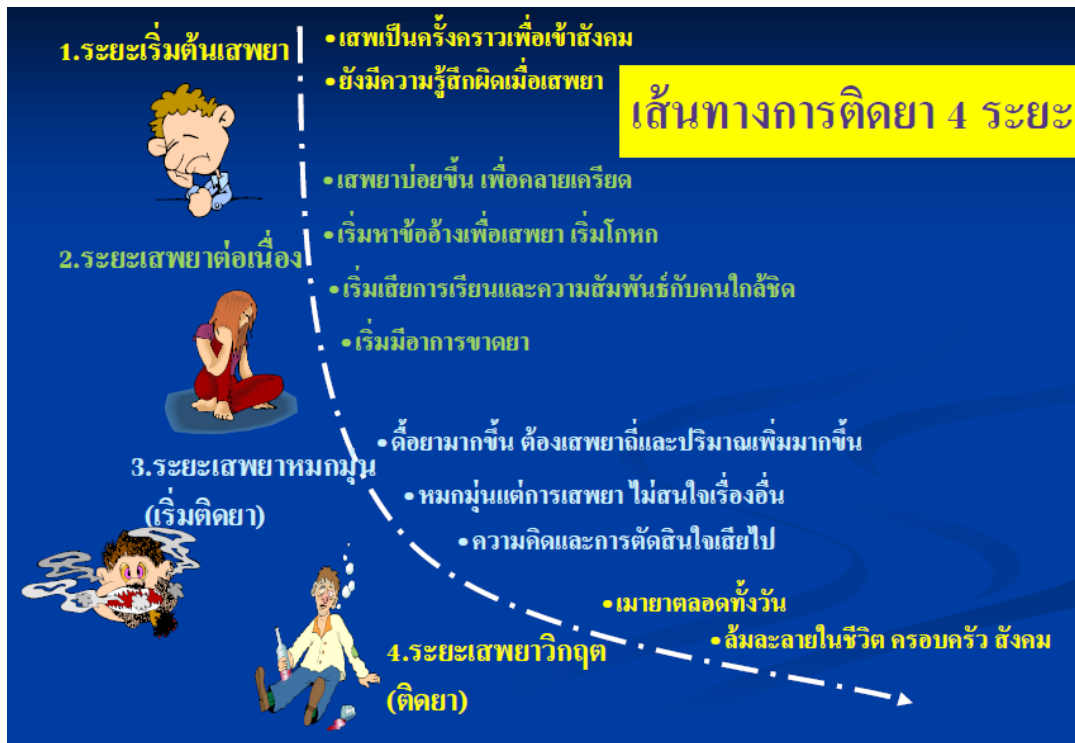 เส้นทางการติดยา 4 ระยะ
1.ระยะเริ่มต้นเสพยา
•เสพเป็นครั้งคราวเพื่อเข้าสังคม
•ยังมีความรู้สึกผิดเมื่อเสพยา
2.ระยะเสพยาต่อเนื่อง
•เสพยาบ่อยขึ้น เพื่อคลายเครียด
•เริ่มหาข้ออ้างเพื่อเสพยา เริ่มโกหก
•เริ่มเสียการเรียนและความสัมพันธ์กับคนใกล้ชิด
•เริ่มมีอาการขาดยา
3.ระยะเสพยาหมกมุ่น
(เริ่มติดยา)
•ดื้อยามากขึ้น ต้องเสพยาถี่และปริมาณเพิ่มมากขึ้น
•หมกมุ่นแต่การเสพยา ไม่สนใจเรื่องอื่น
•ความคิดและการตัดสินใจเสียไป
4.ระยะเสพยาวิกฤต
(ติดยา)
•เมายาตลอดทั้งวัน
•ล้มละลายในชีวิต ครอบครัว สังคม